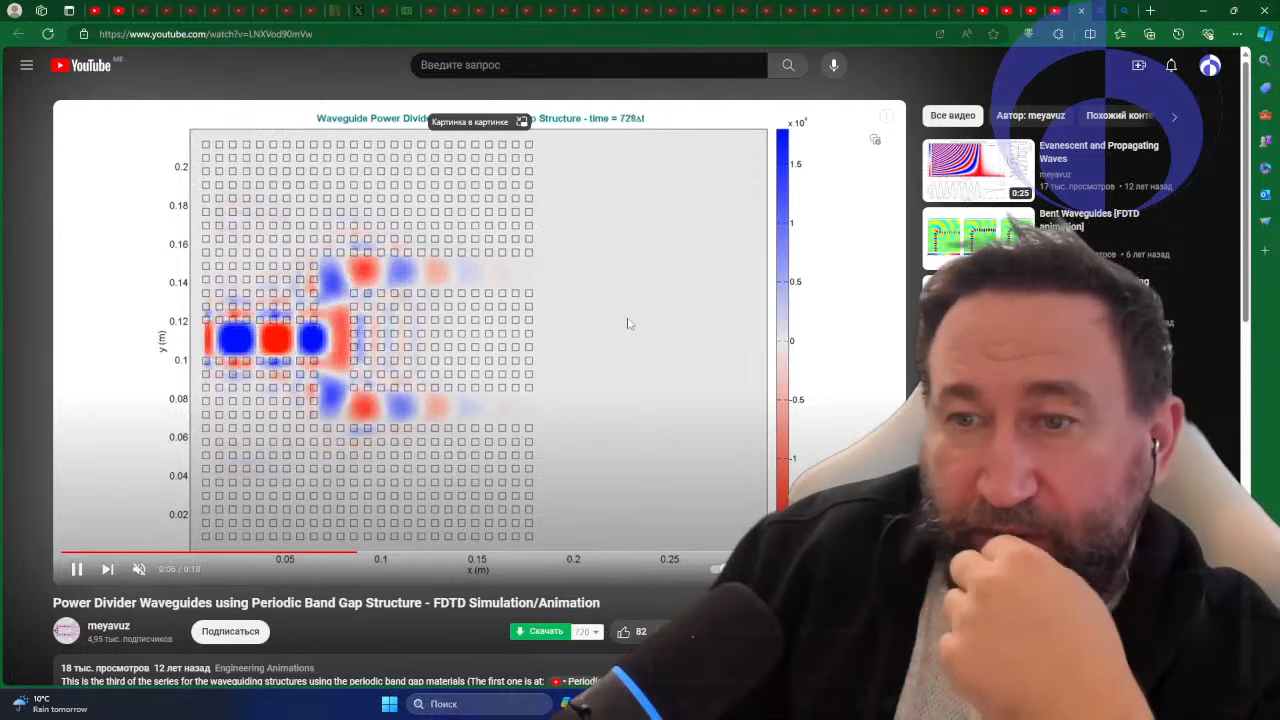 https://www.youtube.com/watch?v=LNXVod90mVw
YouTube ME
Введите запрос
Waveguide Power Divide
p Structure - time = 728Δt
Картинка в картинке
x 10
0.2
0.18
0.16
0.14
0.12
0.1
0.08
0.06
0.04
0.02
y (m)
0.05
0.1
0.15
0.2
0.25
x (m)
1.5
1
0.5
0
-0.5
-1
0:06 / 0:18
Все видео
Автор: meyavuz
Похожий конте
Evanescent and Propagating
Waves
meyavuz
17 тыс. просмотров • 12 лет назад
0:25
Bent Waveguides [FDTD
animation]
• 6 лет назад
Power Divider Waveguides using Periodic Band Gap Structure - FDTD Simulation/Animation
meyavuz
4,95 тыс. подписчиков
Подписаться
Скачать
720
82
18 тыс. просмотров 12 лет назад Engineering Animations
This is the third of the series for the waveguiding structures using the periodic band gap materials (The first one is at: • Periodi
10°C
Rain tomorrow
Поиск